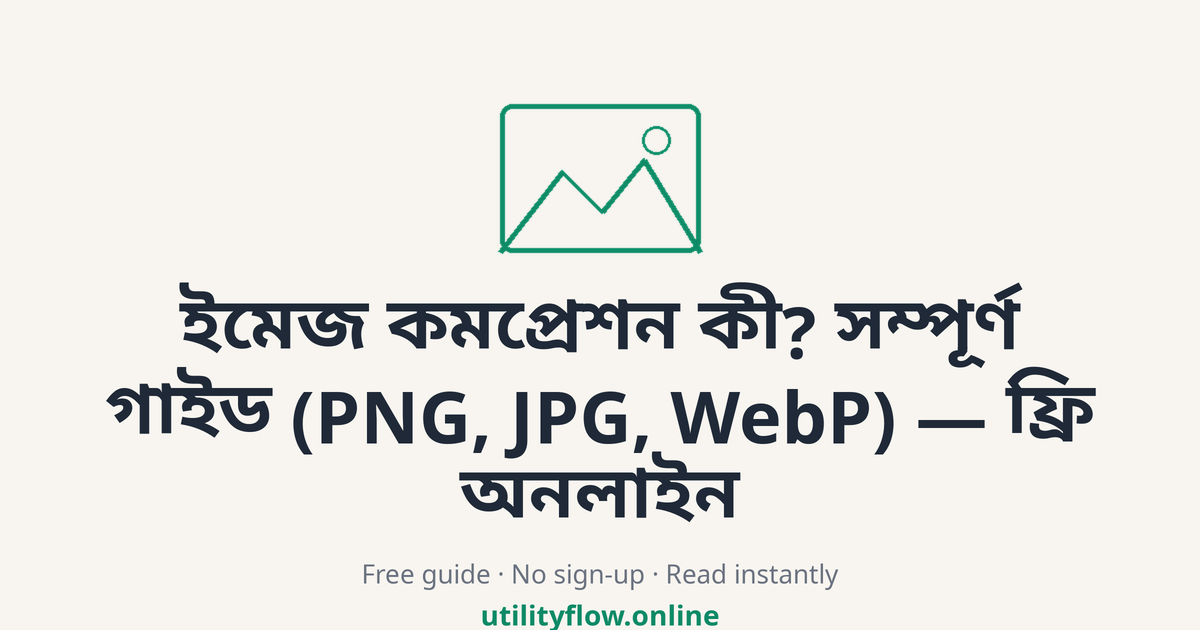 ইমেজ কমপ্রেশন কী? সম্পূর্ণ
গাইড (PNG, JPG, WebP) — ফ্রি
অনলাইন
Free guide · No sign-up · Read instantly
utilityflow.online